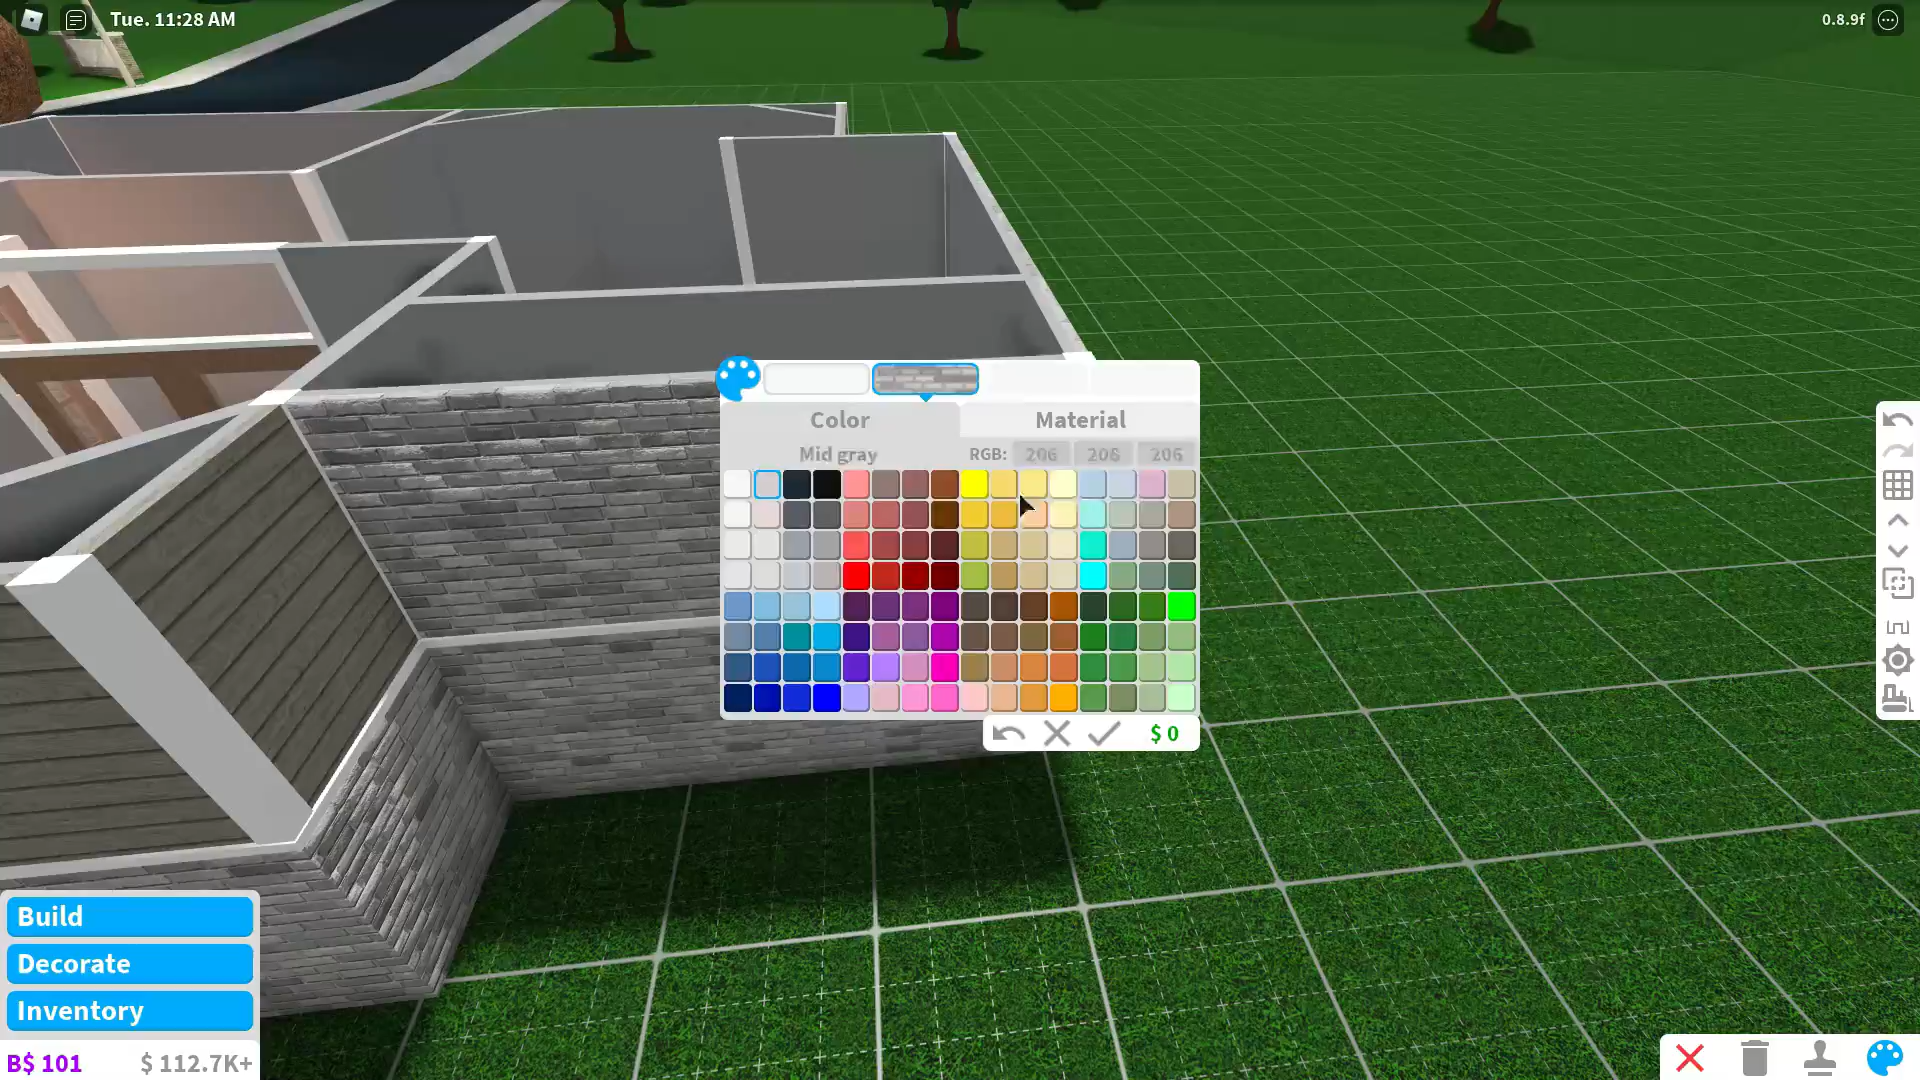 Tue. 11:28 AM
0.8.9f
Color
Material
Mid gray
RGB: 206 206 206
$ 0
Build
Decorate
Inventory
B$ 101
$ 112.7K+